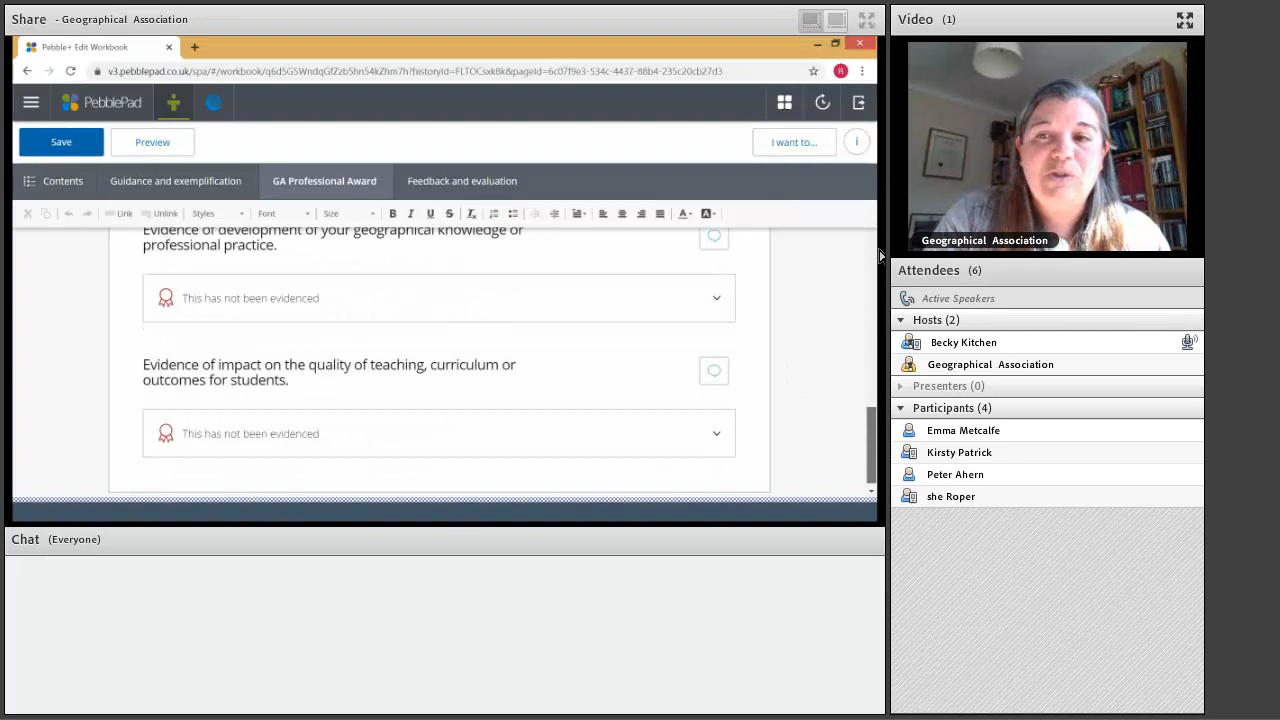 Share - Geographical Association
Pebble+ Edit Workbook
v3.pebblepad.co.uk/spa/#/workbook/q6d5G5WndqGfZzb5hn54kZhm7h?historyId=FLTOCsxk8k&pageId=6c07f9e3-534c-4437-88b4-235c20cb27d3
R
PebblePad
Save
Preview
I want to...
i
Contents
Guidance and exemplification
GA Professional Award
Feedback and evaluation
Link
Unlink
Styles
Font
Size
B I U S
Evidence of development of your geographical knowledge or
professional practice.
This has not been evidenced
Evidence of impact on the quality of teaching, curriculum or
outcomes for students.
This has not been evidenced
Chat (Everyone)
Video (1)
Geographical Association
Attendees (6)
Active Speakers
Hosts (2)
Becky Kitchen
Geographical Association
Presenters (0)
Participants (4)
Emma Metcalfe
Kirsty Patrick
Peter Ahern
she Roper